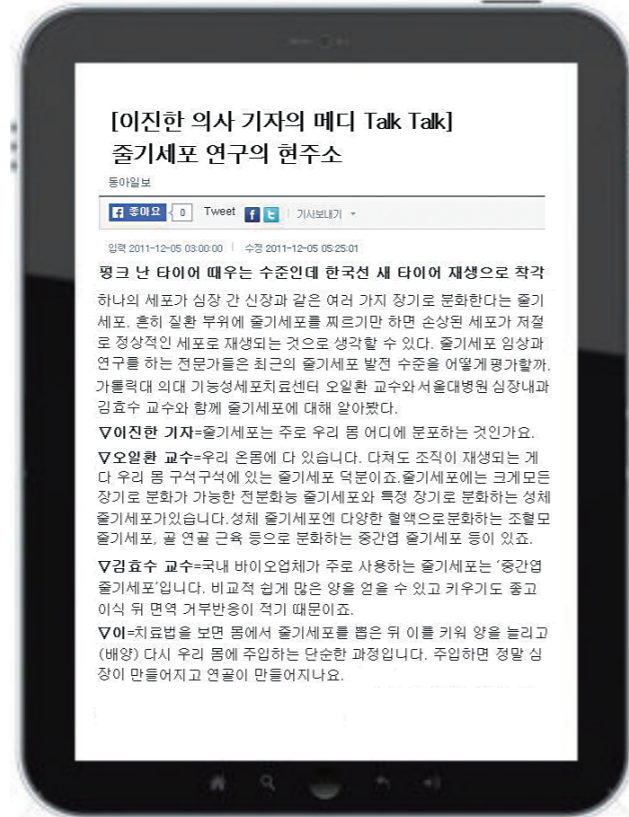 [이진한 의사 기자의 메디 Talk Talk]
줄기세포 연구의 현주소
동아일보
좋아요 0 Tweet 기사보내기
입력 2011-12-05 03:00:00 수정 2011-12-05 05:25:01
펑크 난 타이어 때우는 수준인데 한국선 새 타이어 재생으로 착각
하나의 세포가 심장 간 신장과 같은 여러 가지 장기로 분화한다는 줄기
세포. 흔히 질환 부위에 줄기세포를 찌르기만 하면 손상된 세포가 저절
로 정상적인 세포로 재생되는 것으로 생각할 수 있다. 줄기세포 임상과
연구를 하는 전문가들은 최근의 줄기세포 발전 수준을 어떻게평가할까.
가톨릭대 의대 기능성세포치료센터 오일환 교수와서울대병원 심장내과
김효수 교수와 함께 줄기세포에 대해 알아봤다.
▽이진한 기자=줄기세포는 주로 우리 몸 어디에 분포하는 것인가요.
▽오일환 교수=우리 온몸에 다 있습니다. 다쳐도 조직이 재생되는 게
다 우리 몸 구석구석에 있는 줄기세포 덕분이죠.줄기세포에는 크게모든
장기로 분화가 가능한 전분화능 줄기세포와 특정 장기로 분화하는 성체
줄기세포가있습니다.성체 줄기세포엔 다양한 혈액으로분화하는 조혈모
줄기세포, 골 연골 근육 등으로 분화하는 중간엽 줄기세포 등이 있죠.
▽김효수 교수=국내 바이오업체가 주로 사용하는 줄기세포는 '중간엽
줄기세포'입니다. 비교적 쉽게 많은 양을 얻을 수 있고 키우기도 좋고
이식 뒤 면역 거부반응이 적기 때문이죠.
▽이=치료법을 보면 몸에서 줄기세포를 뽑은 뒤 이를 키워 양을 늘리고
(배양) 다시 우리 몸에 주입하는 단순한 과정입니다. 주입하면 정말 심
장이 만들어지고 연골이 만들어지나요.